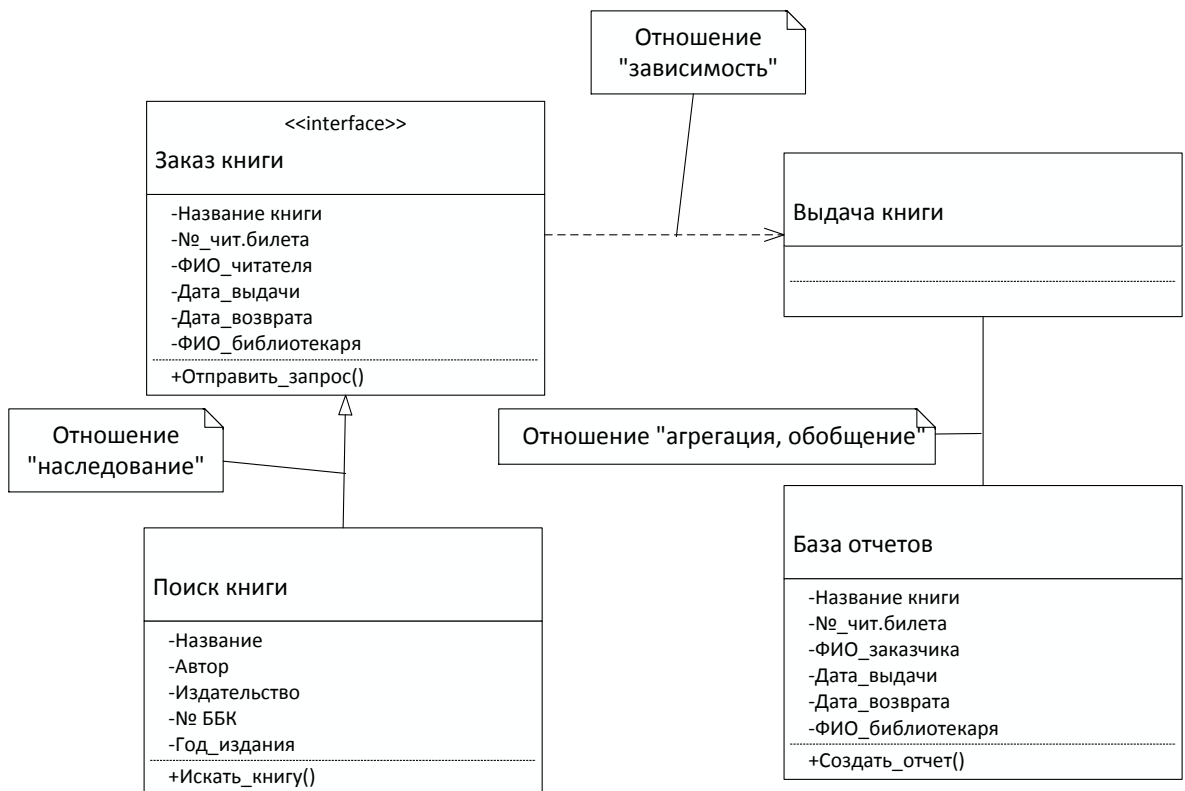 Отношение
"зависимость"
<<interface>>
Заказ книги
-Название книги
-№_чит.билета
-ФИО_читателя
-Дата_выдачи
-Дата_возврата
-ФИО_библиотекаря
+Отправить_запрос()
Выдача книги
Отношение
"наследование"
Отношение "агрегация, обобщение"
Поиск книги
-Название
-Автор
-Издательство
-№ ББК
-Год_издания
+Искать_книгу()
База отчетов
-Название книги
-№_чит.билета
-ФИО_заказчика
-Дата_выдачи
-Дата_возврата
-ФИО_библиотекаря
+Создать_отчет()